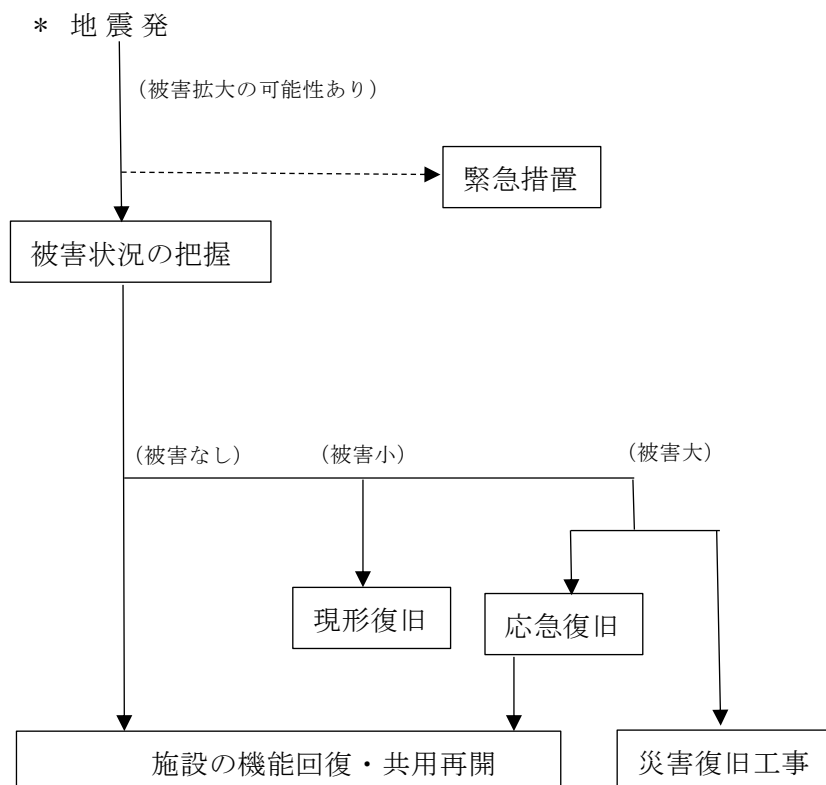 * 地震発
（被害拡大の可能性あり）
緊急措置
被害状況の把握
（被害なし） （被害小） （被害大）
現形復旧
応急復旧
施設の機能回復・共用再開
災害復旧工事